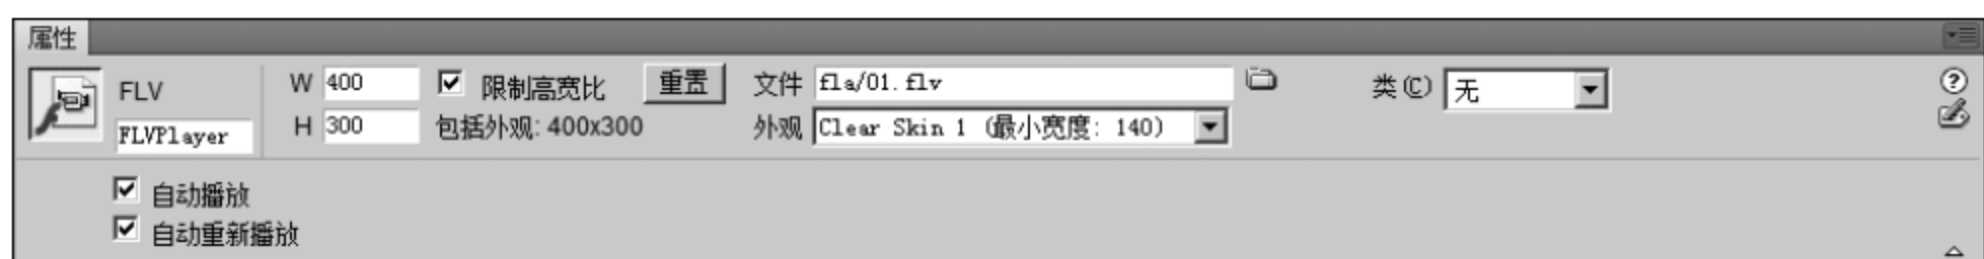 属性
FLV W 400 限制高宽比 重置 文件 fla/01.flv 类(C) 无
FLVPlayer H 300 包括外观: 400x300 外观 Clear Skin 1 (最小宽度: 140)
自动播放
自动重新播放